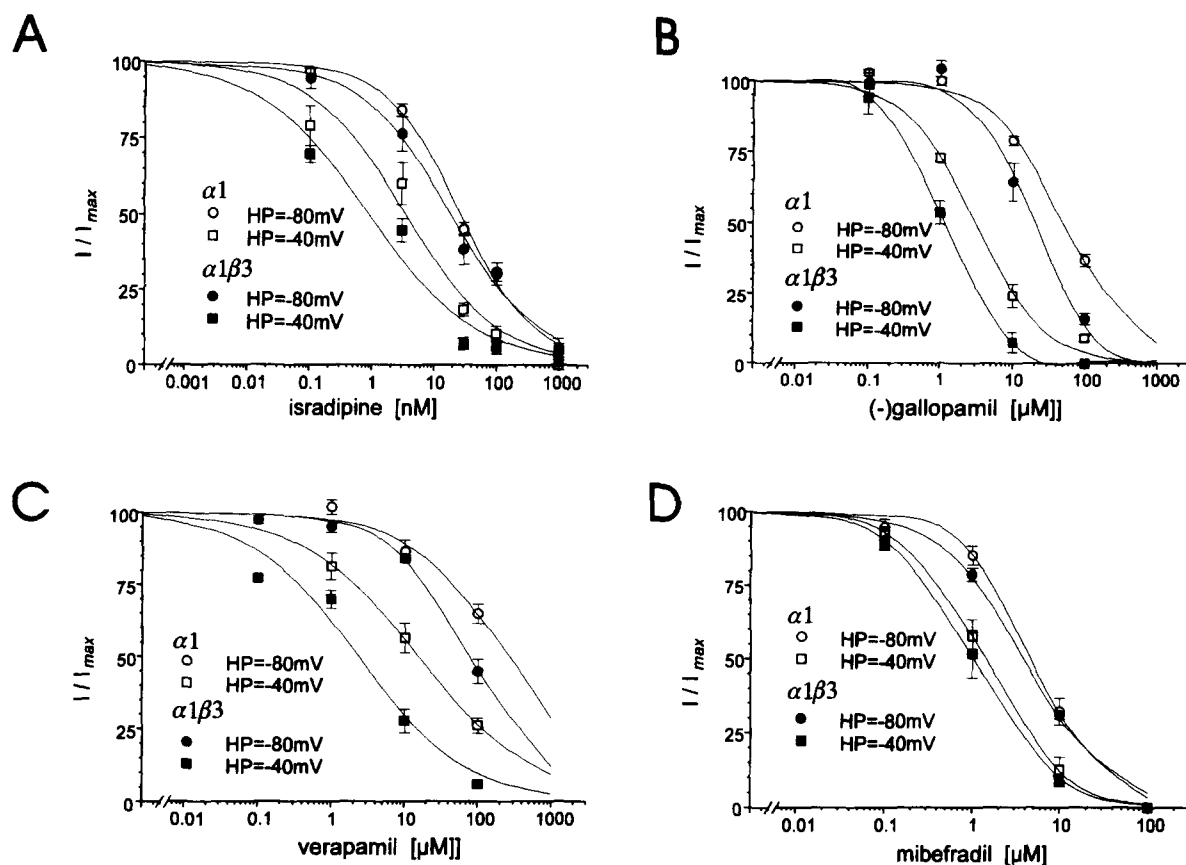 A
I / Imax
100
75
50
25
0
α1
HP=-80mV
HP=-40mV
α1β3
HP=-80mV
HP=-40mV
0.001 0.01 0.1 1 10 100 1000
isradipine [nM]
B
I / Imax
100
75
50
25
0
α1
HP=-80mV
HP=-40mV
α1β3
HP=-80mV
HP=-40mV
0.01 0.1 1 10 100 1000
(-)gallopamil [µM]]
C
I / Imax
100
75
50
25
0
α1
HP=-80mV
HP=-40mV
α1β3
HP=-80mV
HP=-40mV
0.01 0.1 1 10 100 1000
verapamil [µM]]
D
I / Imax
100
75
50
25
0
α1
HP=-80mV
HP=-40mV
α1β3
HP=-80mV
HP=-40mV
0.01 0.1 1 10 100
mibefradil [µM]